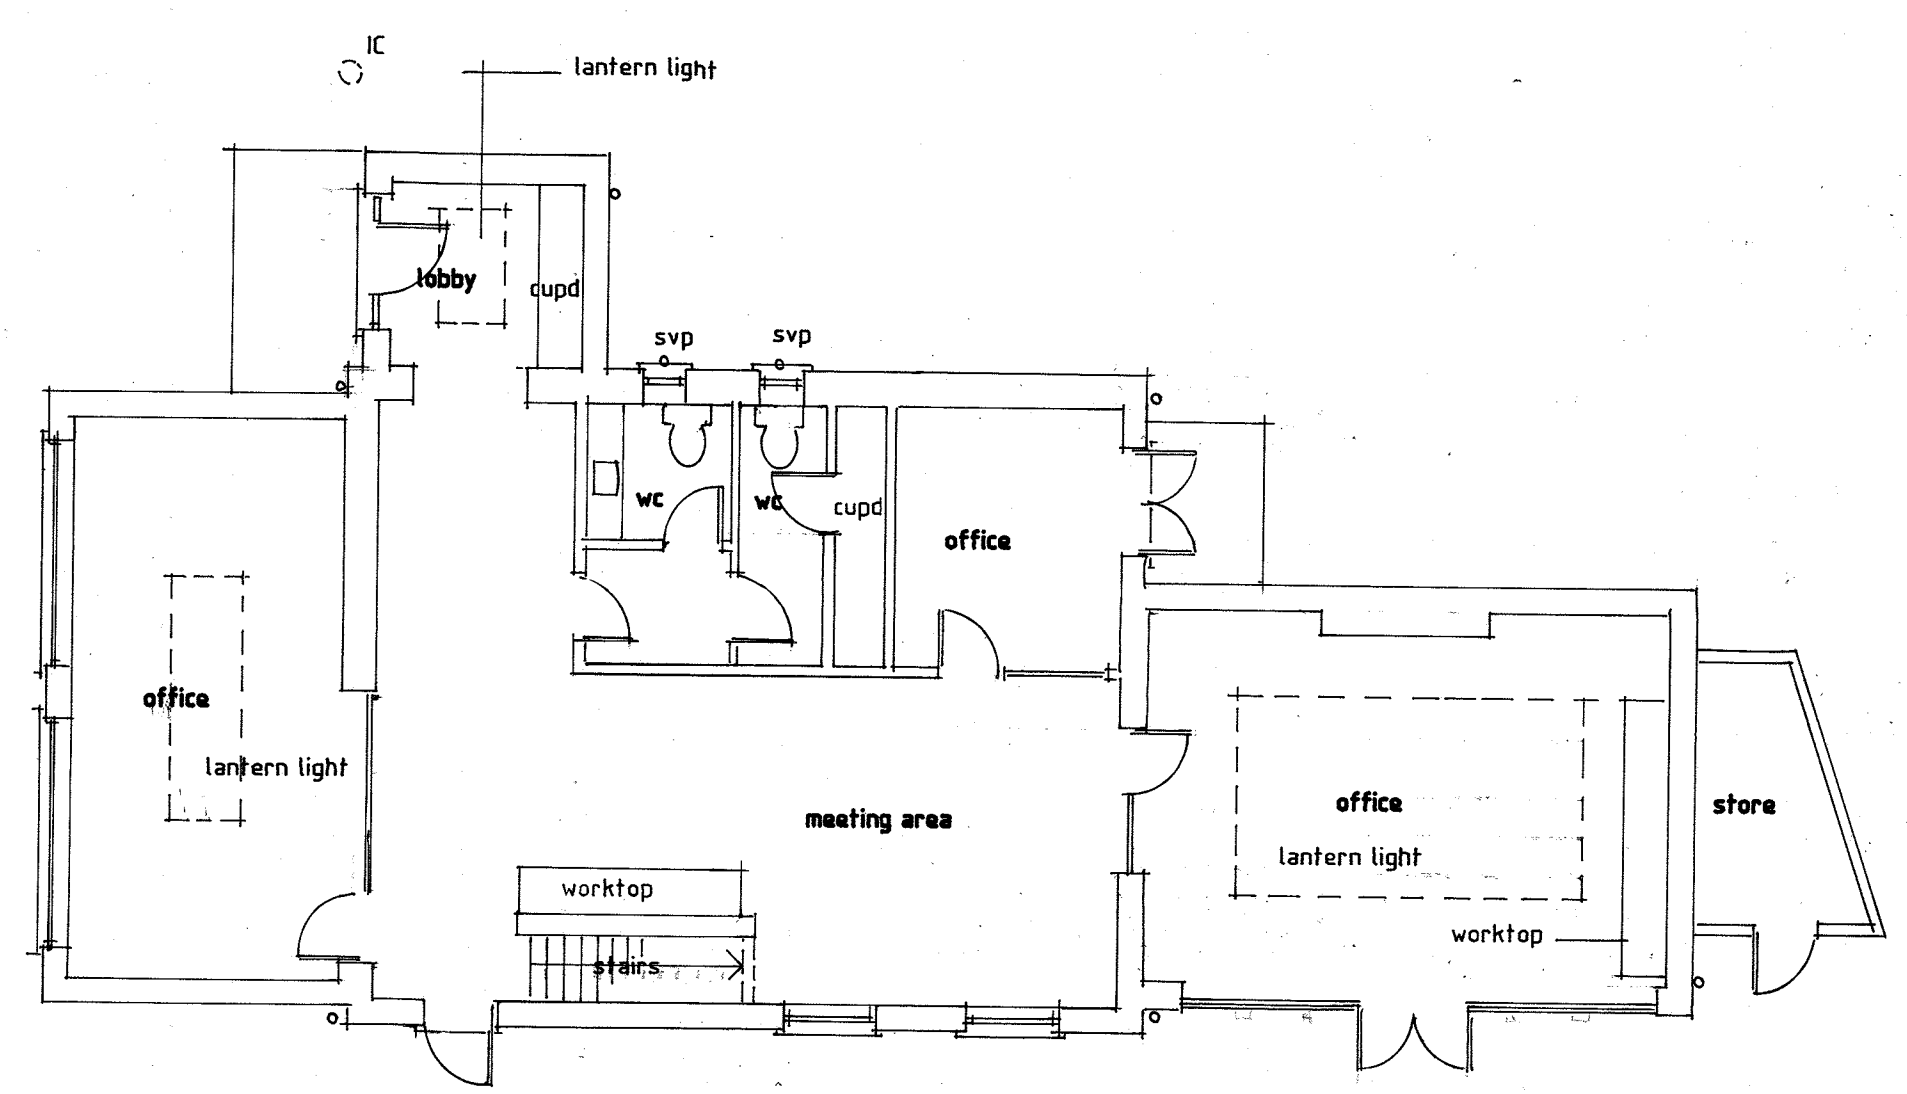 IC
lantern light
lobby
cupd
svp
svp
wc
wc
cupd
office
office
lantern light
meeting area
office
lantern light
store
worktop
worktop
stairs